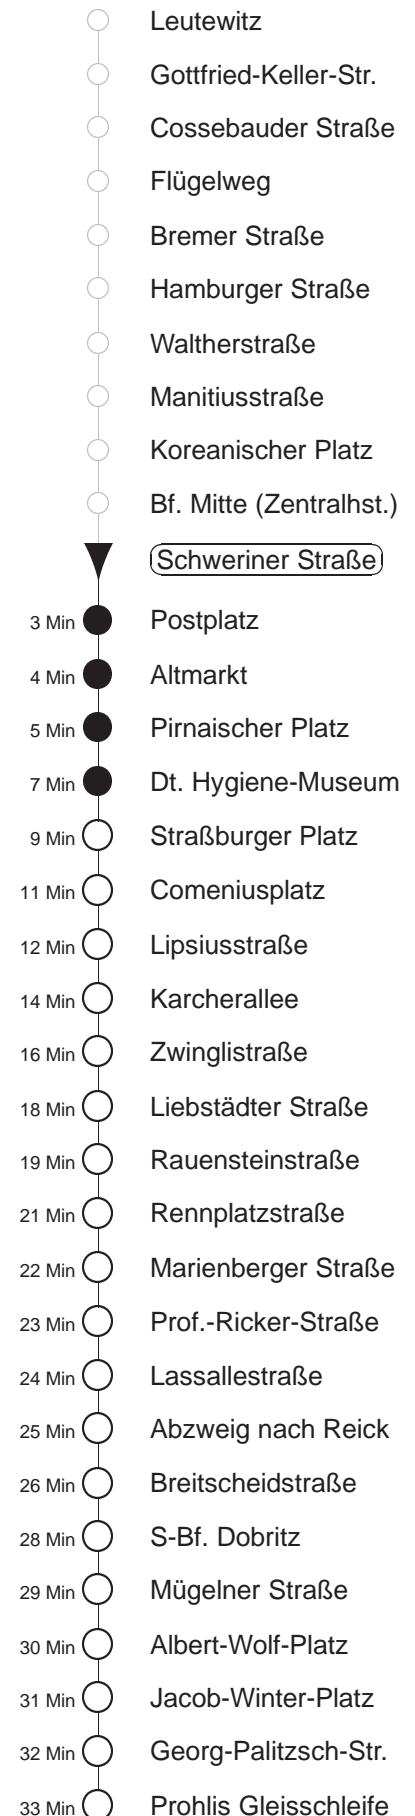 Leutewitz
Gottfried-Keller-Str.
Cossebauder Straße
Flügelweg
Bremer Straße
Hamburger Straße
Waltherstraße
Manitiusstraße
Koreanischer Platz
Bf. Mitte (Zentralhst.)
Schweriner Straße
3 Min Postplatz
4 Min Altmarkt
5 Min Pirnaischer Platz
7 Min Dt. Hygiene-Museum
9 Min Straßburger Platz
11 Min Comeniusplatz
12 Min Lipsiusstraße
14 Min Karcherallee
16 Min Zwinglistraße
18 Min Liebstädter Straße
19 Min Rauensteinstraße
21 Min Rennplatzstraße
22 Min Marienberger Straße
23 Min Prof.-Ricker-Straße
24 Min Lassallestraße
25 Min Abzweig nach Reick
26 Min Breitscheidstraße
28 Min S-Bf. Dobritz
29 Min Mügelner Straße
30 Min Albert-Wolf-Platz
31 Min Jacob-Winter-Platz
32 Min Georg-Palitzsch-Str.
33 Min Prohlis Gleisschleife